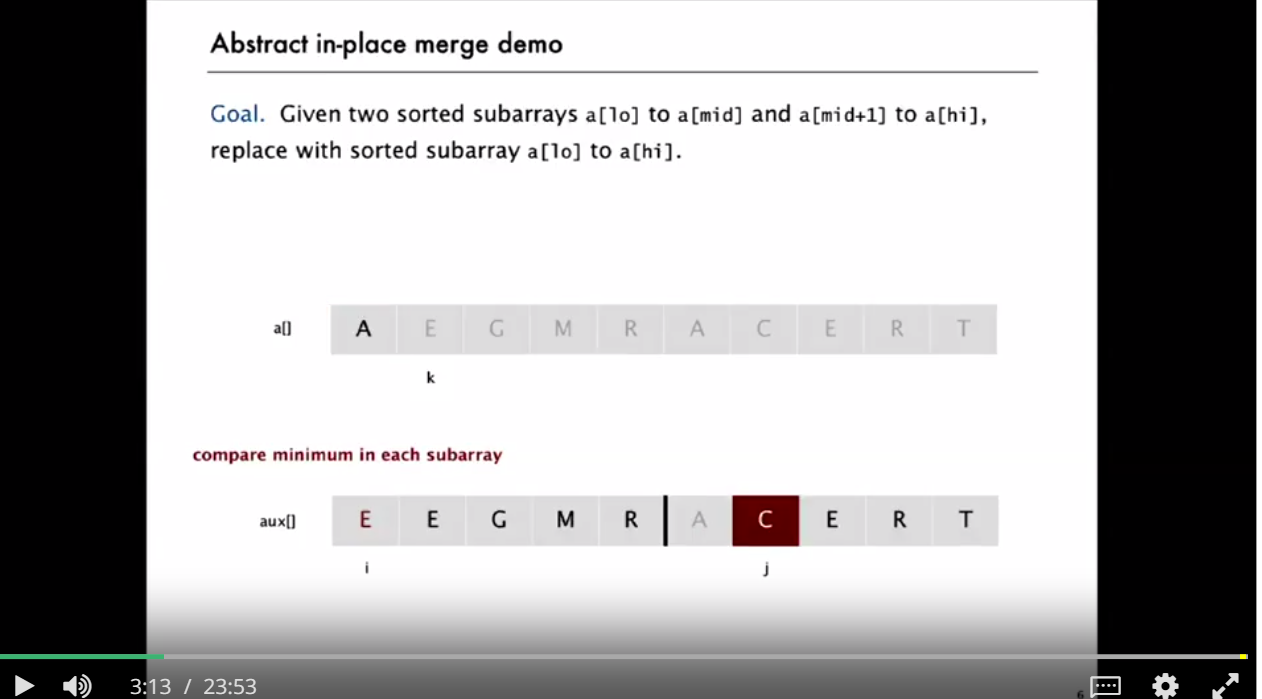 Abstract in-place merge demo
Goal. Given two sorted subarrays a[lo] to a[mid] and a[mid+1] to a[hi],
replace with sorted subarray a[lo] to a[hi].
a[] A E G M R A C E R T
k
compare minimum in each subarray
aux[] E E G M R A C E R T
i j
3:13 / 23:53
6